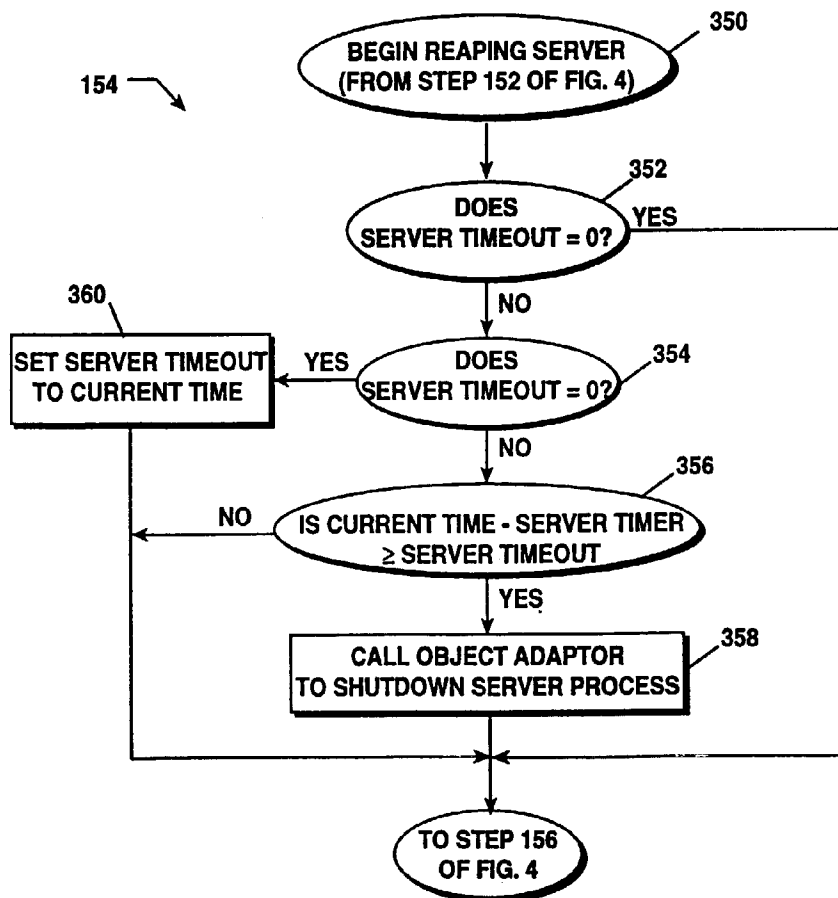 350
BEGIN REAPING SERVER
(FROM STEP 152 OF FIG. 4)
154
352
DOES
SERVER TIMEOUT = 0?
YES
NO
360
SET SERVER TIMEOUT
TO CURRENT TIME
YES
DOES
SERVER TIMEOUT = 0?
354
NO
356
NO
IS CURRENT TIME - SERVER TIMER
≥ SERVER TIMEOUT
YES
358
CALL OBJECT ADAPTOR
TO SHUTDOWN SERVER PROCESS
TO STEP 156
OF FIG. 4